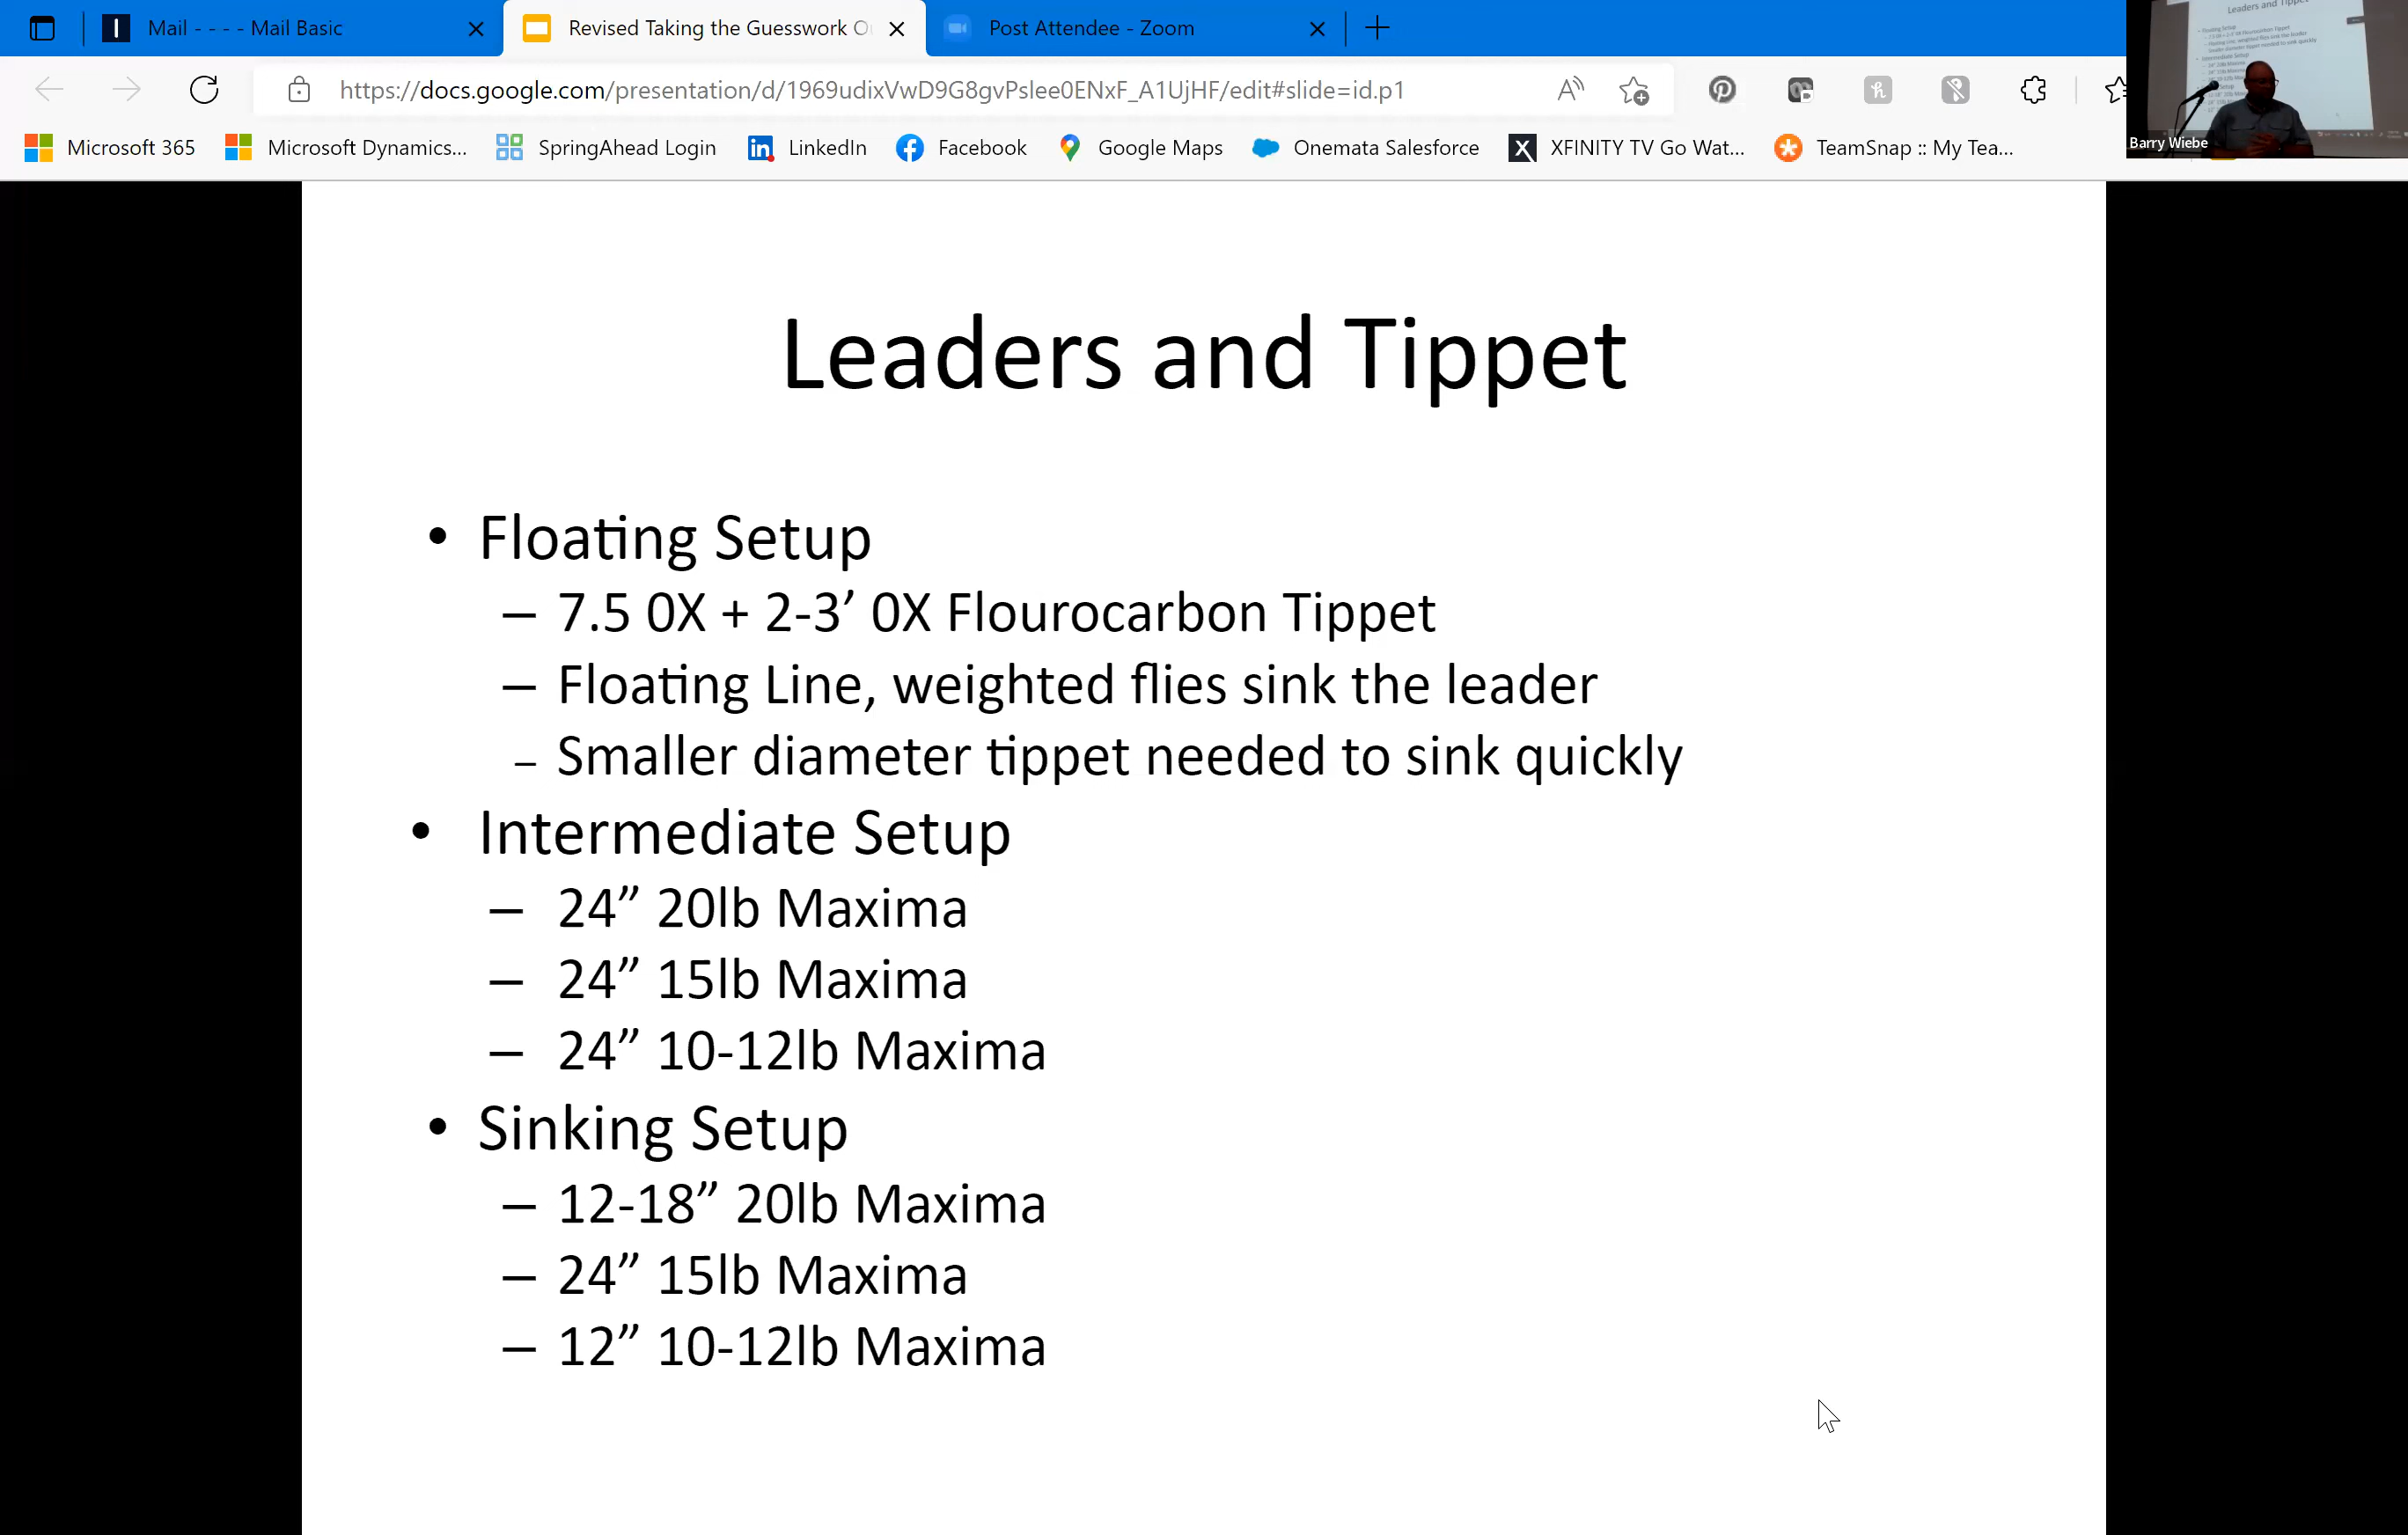 Mail - - - - Mail Basic
Revised Taking the Guesswork O
Post Attendee - Zoom
https://docs.google.com/presentation/d/1969udixVwD9G8gvPslee0ENxF_A1UjHF/edit#slide=id.p1
Microsoft 365
Microsoft Dynamics...
SpringAhead Login
LinkedIn
Facebook
Google Maps
Onemata Salesforce
XFINITY TV Go Wat...
TeamSnap :: My Tea...
Leaders and Tippet
Barry Wiebe
Leaders and Tippet
• Floating Setup
– 7.5 0X + 2-3’ 0X Flourocarbon Tippet
– Floating Line, weighted flies sink the leader
– Smaller diameter tippet needed to sink quickly
• Intermediate Setup
– 24” 20lb Maxima
– 24” 15lb Maxima
– 24” 10-12lb Maxima
• Sinking Setup
– 12-18” 20lb Maxima
– 24” 15lb Maxima
– 12” 10-12lb Maxima